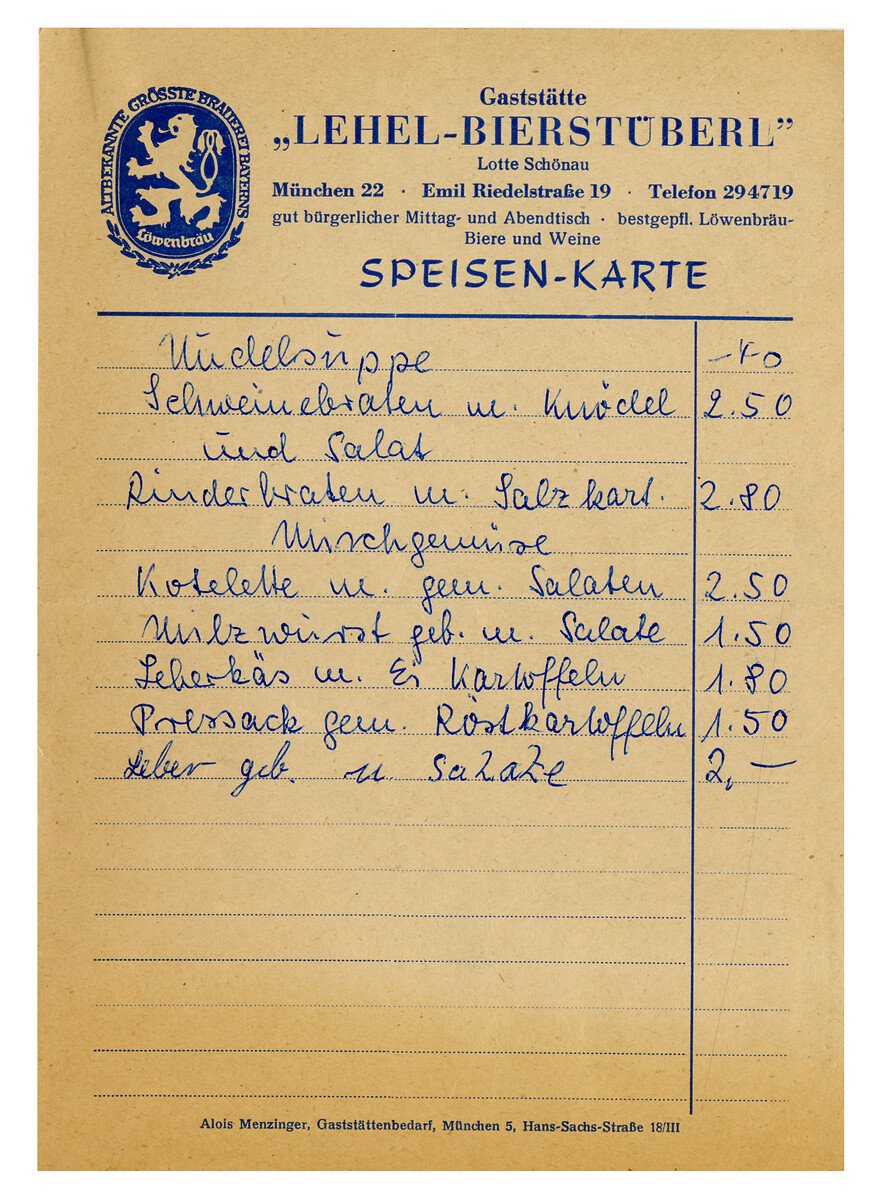 ALTBEKANNTE GRÖSSTE BRAUEREI BAYERNS
Löwenbräu
Gaststätte
„LEHEL-BIERSTÜBERL”
Lotte Schönau
München 22 · Emil Riedelstraße 19 · Telefon 294719
gut bürgerlicher Mittag- und Abendtisch · bestgepfl. Löwenbräu-
Biere und Weine
SPEISEN-KARTE
Nudelsuppe -40
Schweinebraten m. Knödel 2.50
und Salat
Rinderbraten m. Salzkart. 2.80
Mischgemüse
Kotelette m. gem. Salaten 2.50
Milzwurst geb. m. Salate 1.50
Leberkäs m. Ei Kartoffeln 1.80
Pressack gem. Röstkartoffeln 1.50
Leber geb. u Salate 2,—
Alois Menzinger, Gaststättenbedarf, München 5, Hans-Sachs-Straße 18/III